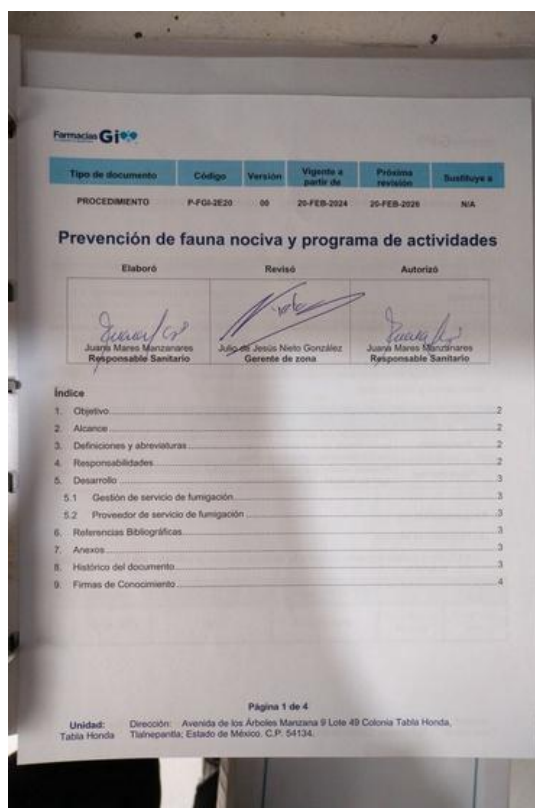 Farmacias Gi
Tipo de documento Código Versión Vigente a partir de Próxima revisión Sustituye a
PROCEDIMIENTO P-FGI-2E20 00 20-FEB-2024 20-FEB-2026 N/A
Prevención de fauna nociva y programa de actividades
Elaboró Revisó Autorizó
Juana Mares Manzanares Julio de Jesús Nieto González Juana Mares Manzanares
Responsable Sanitario Gerente de zona Responsable Sanitario
Índice
1. Objetivo 2
2. Alcance 2
3. Definiciones y abreviaturas 2
4. Responsabilidades 2
5. Desarrollo 3
5.1 Gestión de servicio de fumigación 3
5.2 Proveedor de servicio de fumigación 3
6. Referencias Bibliográficas 3
7. Anexos 3
8. Histórico del documento 3
9. Firmas de Conocimiento 4
Página 1 de 4
Unidad: Dirección: Avenida de los Árboles Manzana 9 Lote 49 Colonia Tabla Honda,
Tabla Honda Tlalnepantla; Estado de México. C.P. 54134.